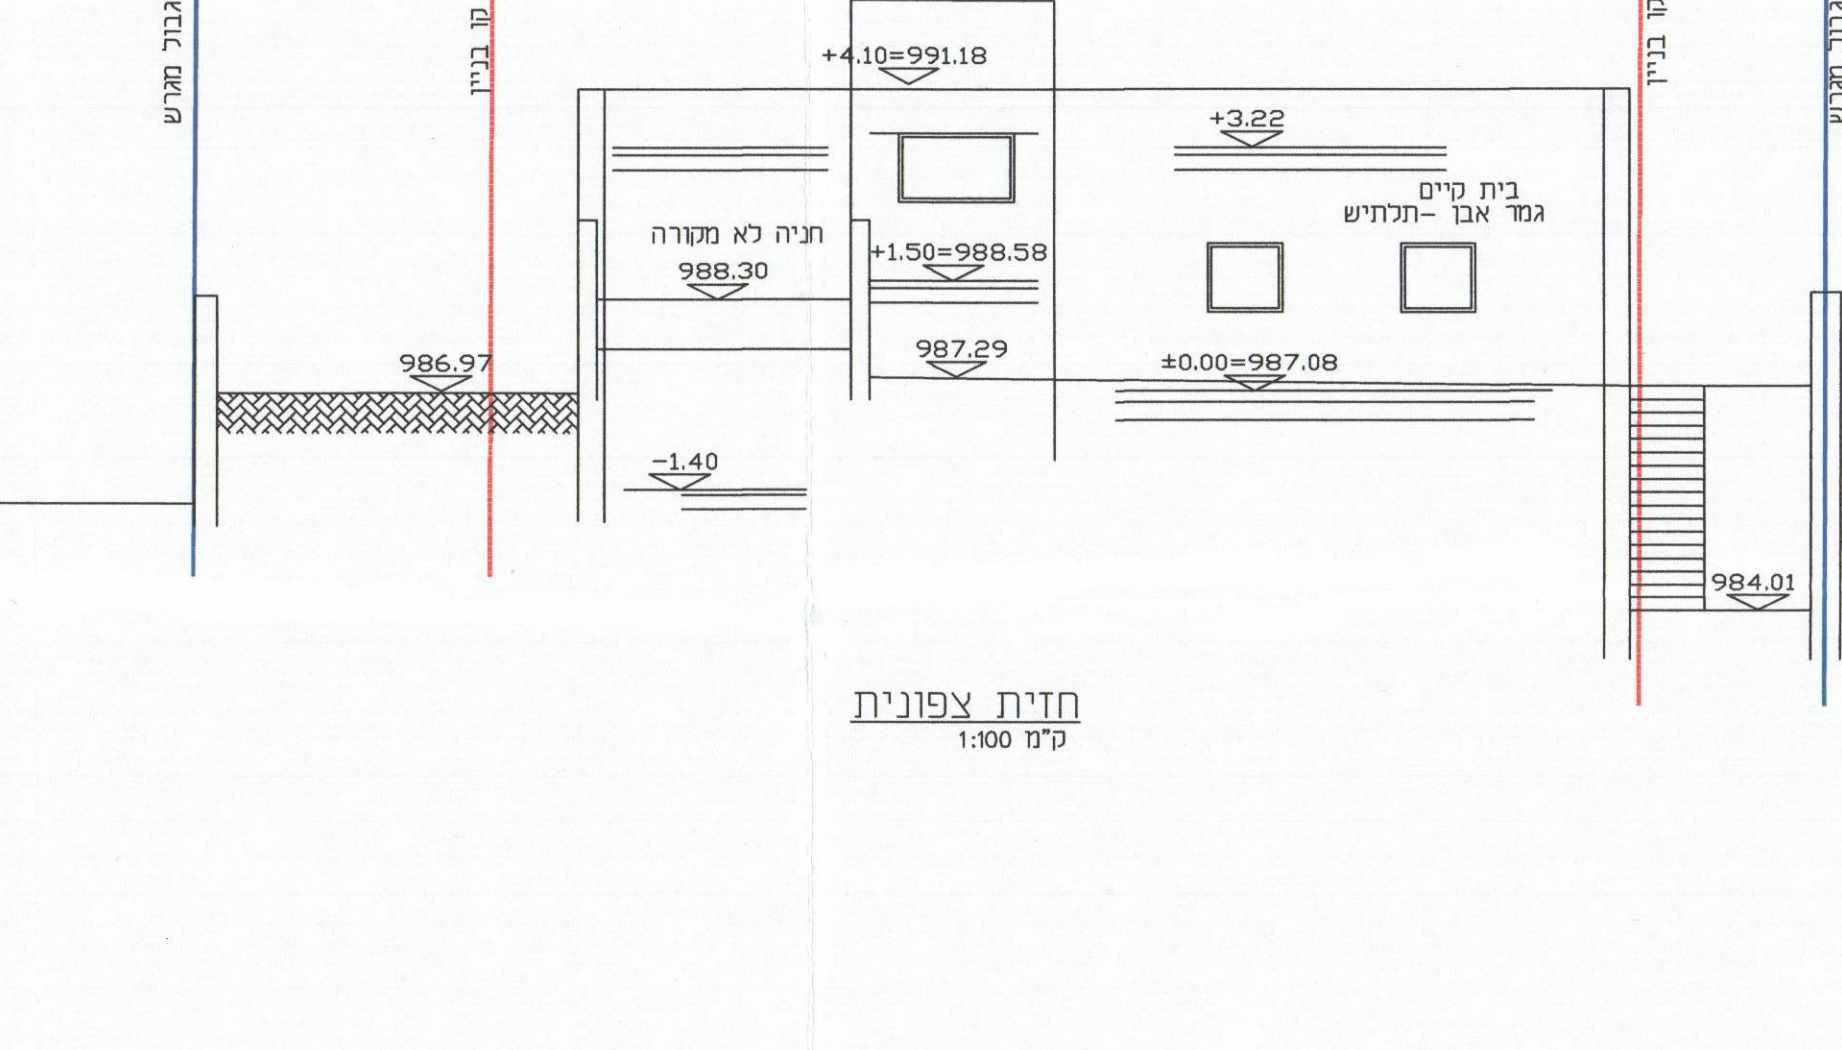 גבול מגרש
קו בניין
קו בניין
גבול מגרש
+4.10=991.18
+3.22
בית קיים
גמר אבן -תלתיש
חניה לא מקורה
988.30
+1.50=988.58
986.97
987.29
±0.00=987.08
-1.40
984.01
חזית צפונית
ק"מ 1:100